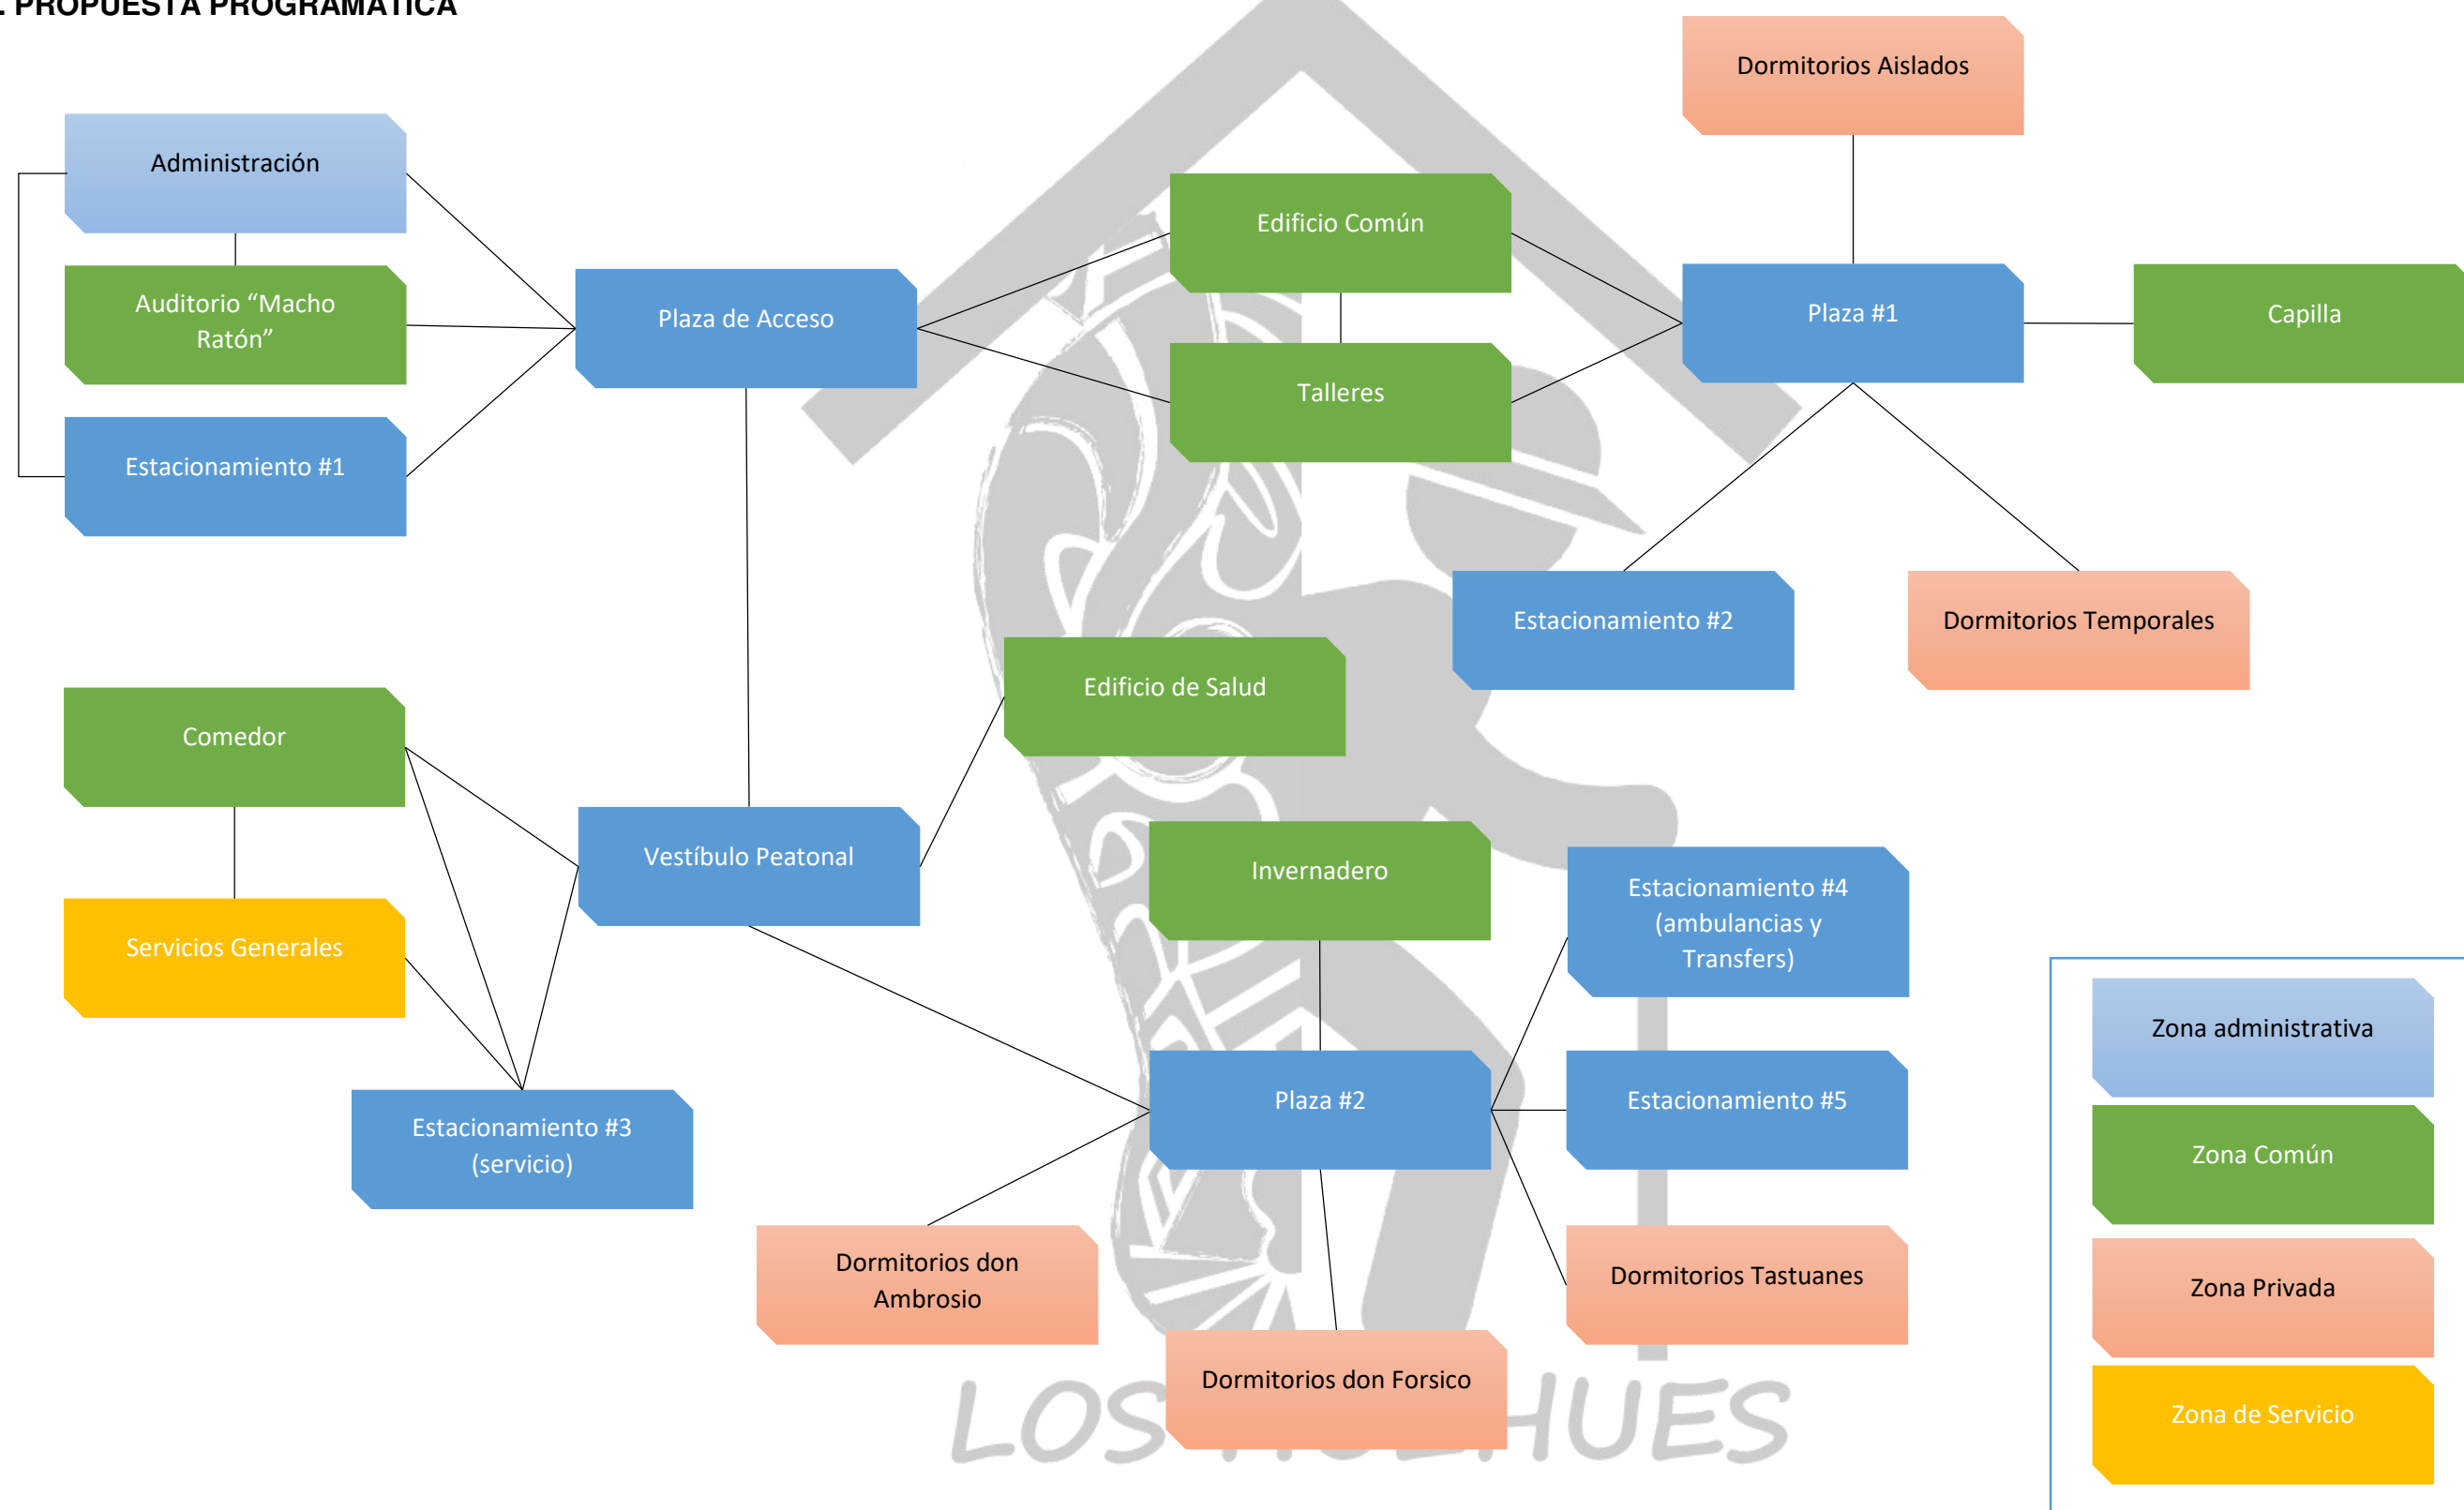 . PROPUESTA PROGRAMÁTICA
Dormitorios Aislados
Administración
Edificio Común
Auditorio “Macho
Ratón”
Plaza de Acceso
Plaza #1
Capilla
Talleres
Estacionamiento #1
Estacionamiento #2
Dormitorios Temporales
Edificio de Salud
Comedor
Vestíbulo Peatonal
Invernadero
Estacionamiento #4
(ambulancias y
Transfers)
Servicios Generales
Zona administrativa
Plaza #2
Estacionamiento #5
Estacionamiento #3
(servicio)
Zona Común
Dormitorios don
Ambrosio
Dormitorios Tastuanes
Zona Privada
Dormitorios don Forsico
Zona de Servicio
LOS